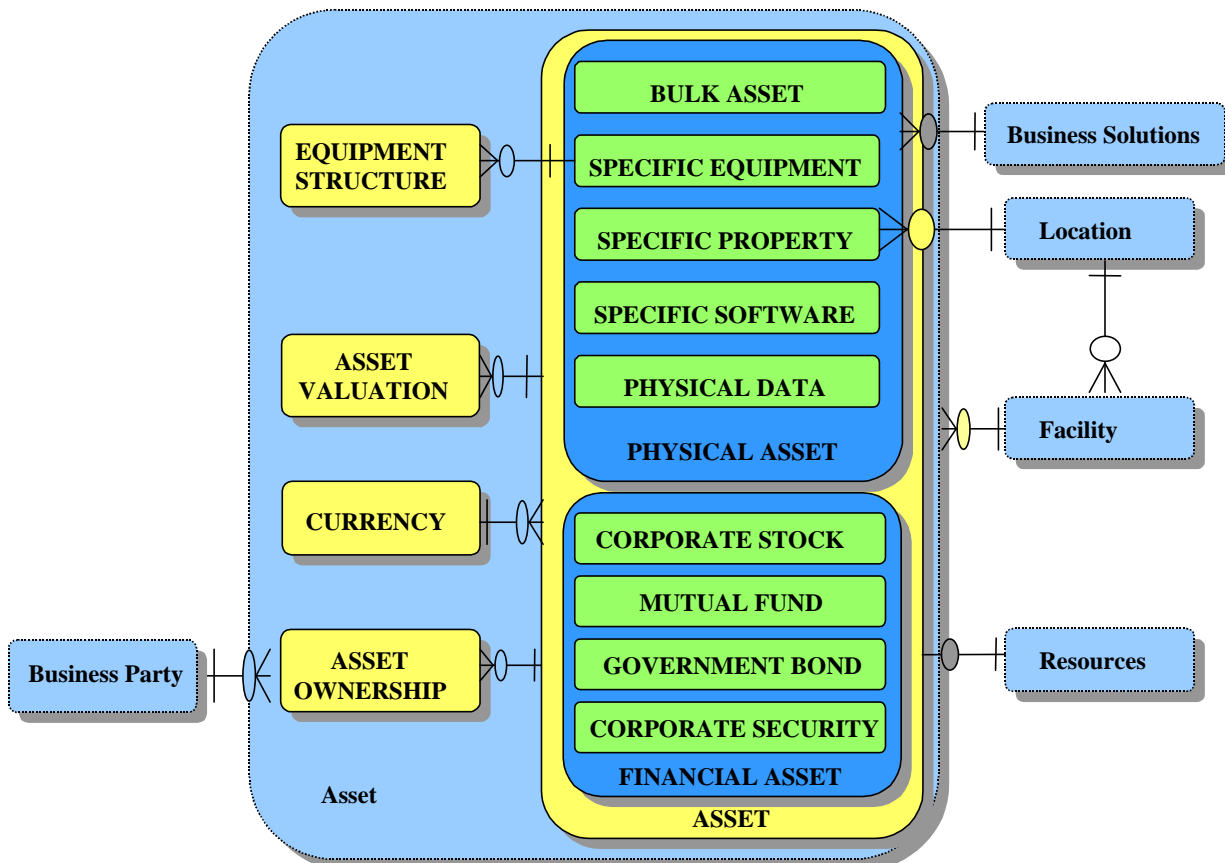 BULK ASSET
Business Solutions
EQUIPMENT
STRUCTURE
SPECIFIC EQUIPMENT
SPECIFIC PROPERTY
Location
SPECIFIC SOFTWARE
ASSET
VALUATION
PHYSICAL DATA
Facility
PHYSICAL ASSET
CURRENCY
CORPORATE STOCK
MUTUAL FUND
Business Party
ASSET
OWNERSHIP
GOVERNMENT BOND
Resources
CORPORATE SECURITY
FINANCIAL ASSET
Asset
ASSET